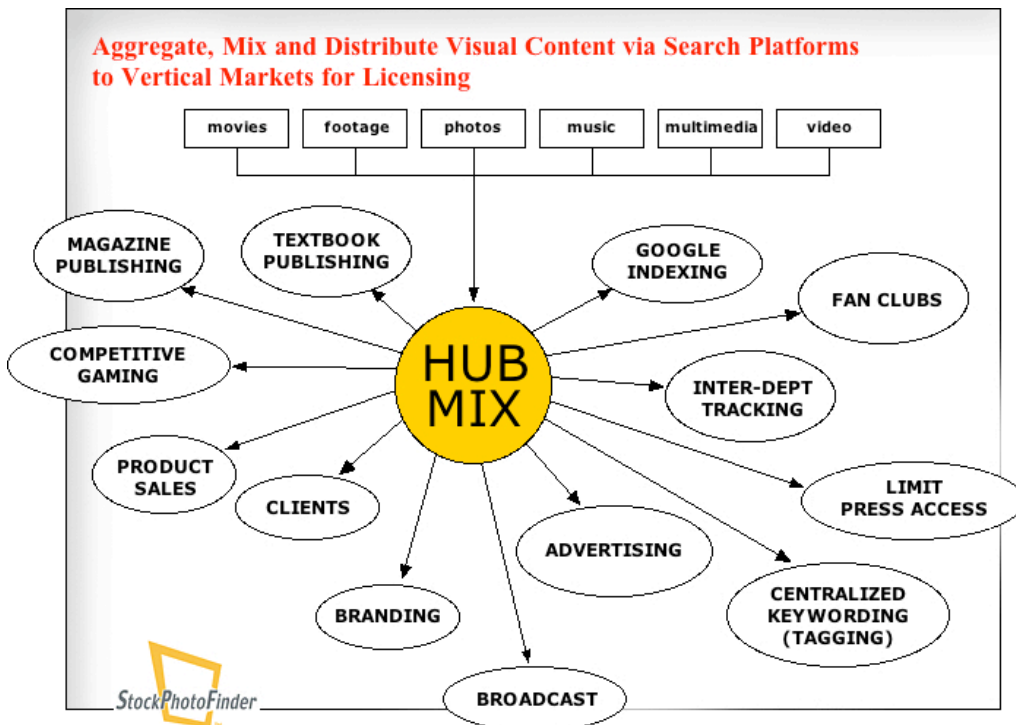 Aggregate, Mix and Distribute Visual Content via Search Platforms
to Vertical Markets for Licensing
movies
footage
photos
music
multimedia
video
MAGAZINE
PUBLISHING
TEXTBOOK
PUBLISHING
GOOGLE
INDEXING
FAN CLUBS
COMPETITIVE
GAMING
HUB
MIX
INTER-DEPT
TRACKING
PRODUCT
SALES
CLIENTS
LIMIT
PRESS ACCESS
ADVERTISING
BRANDING
CENTRALIZED
KEYWORDING
(TAGGING)
BROADCAST
StockPhotoFinder